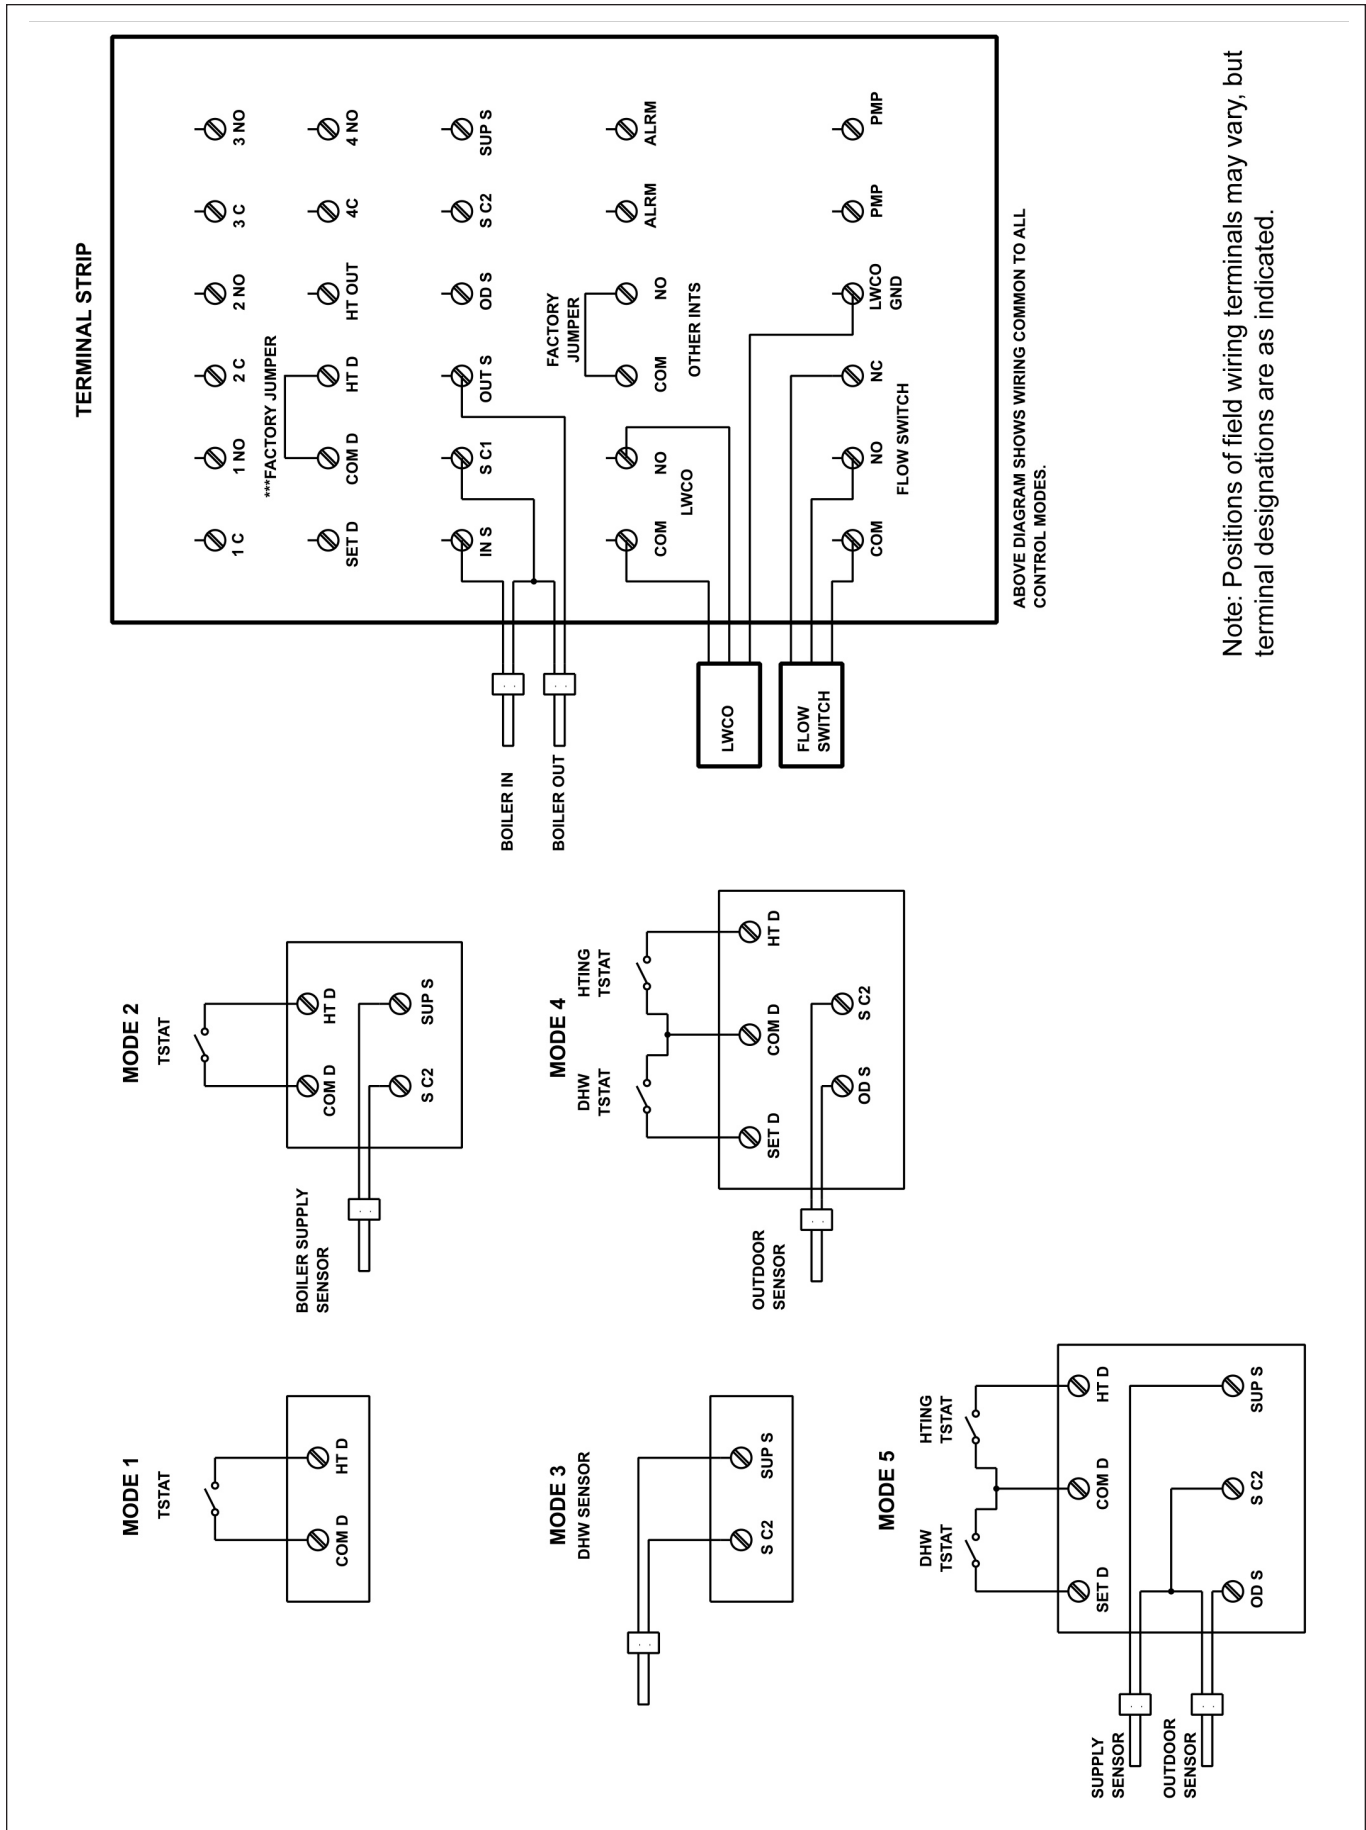 MODE 1
TSTAT
COM D
HT D
MODE 2
TSTAT
COM D
HT D
BOILER SUPPLY
SENSOR
S C2
SUP S
MODE 3
DHW SENSOR
S C2
SUP S
MODE 4
DHW
TSTAT
HTING
TSTAT
SET D
COM D
HT D
OUTDOOR
SENSOR
OD S
S C2
MODE 5
DHW
TSTAT
HTING
TSTAT
SET D
COM D
HT D
SUPPLY
SENSOR
OUTDOOR
SENSOR
OD S
S C2
SUP S
TERMINAL STRIP
1 C
1 NO
2 C
2 NO
3 C
3 NO
***FACTORY JUMPER
SET D
COM D
HT D
HT OUT
4C
4 NO
IN S
S C1
OUT S
OD S
S C2
SUP S
BOILER IN
BOILER OUT
FACTORY
JUMPER
COM
NO
LWCO
COM
NO
OTHER INTS
ALRM
ALRM
LWCO
FLOW
SWITCH
COM
NO
NC
FLOW SWITCH
LWCO
GND
PMP
PMP
ABOVE DIAGRAM SHOWS WIRING COMMON TO ALL
CONTROL MODES.
Note: Positions of field wiring terminals may vary, but
terminal designations are as indicated.